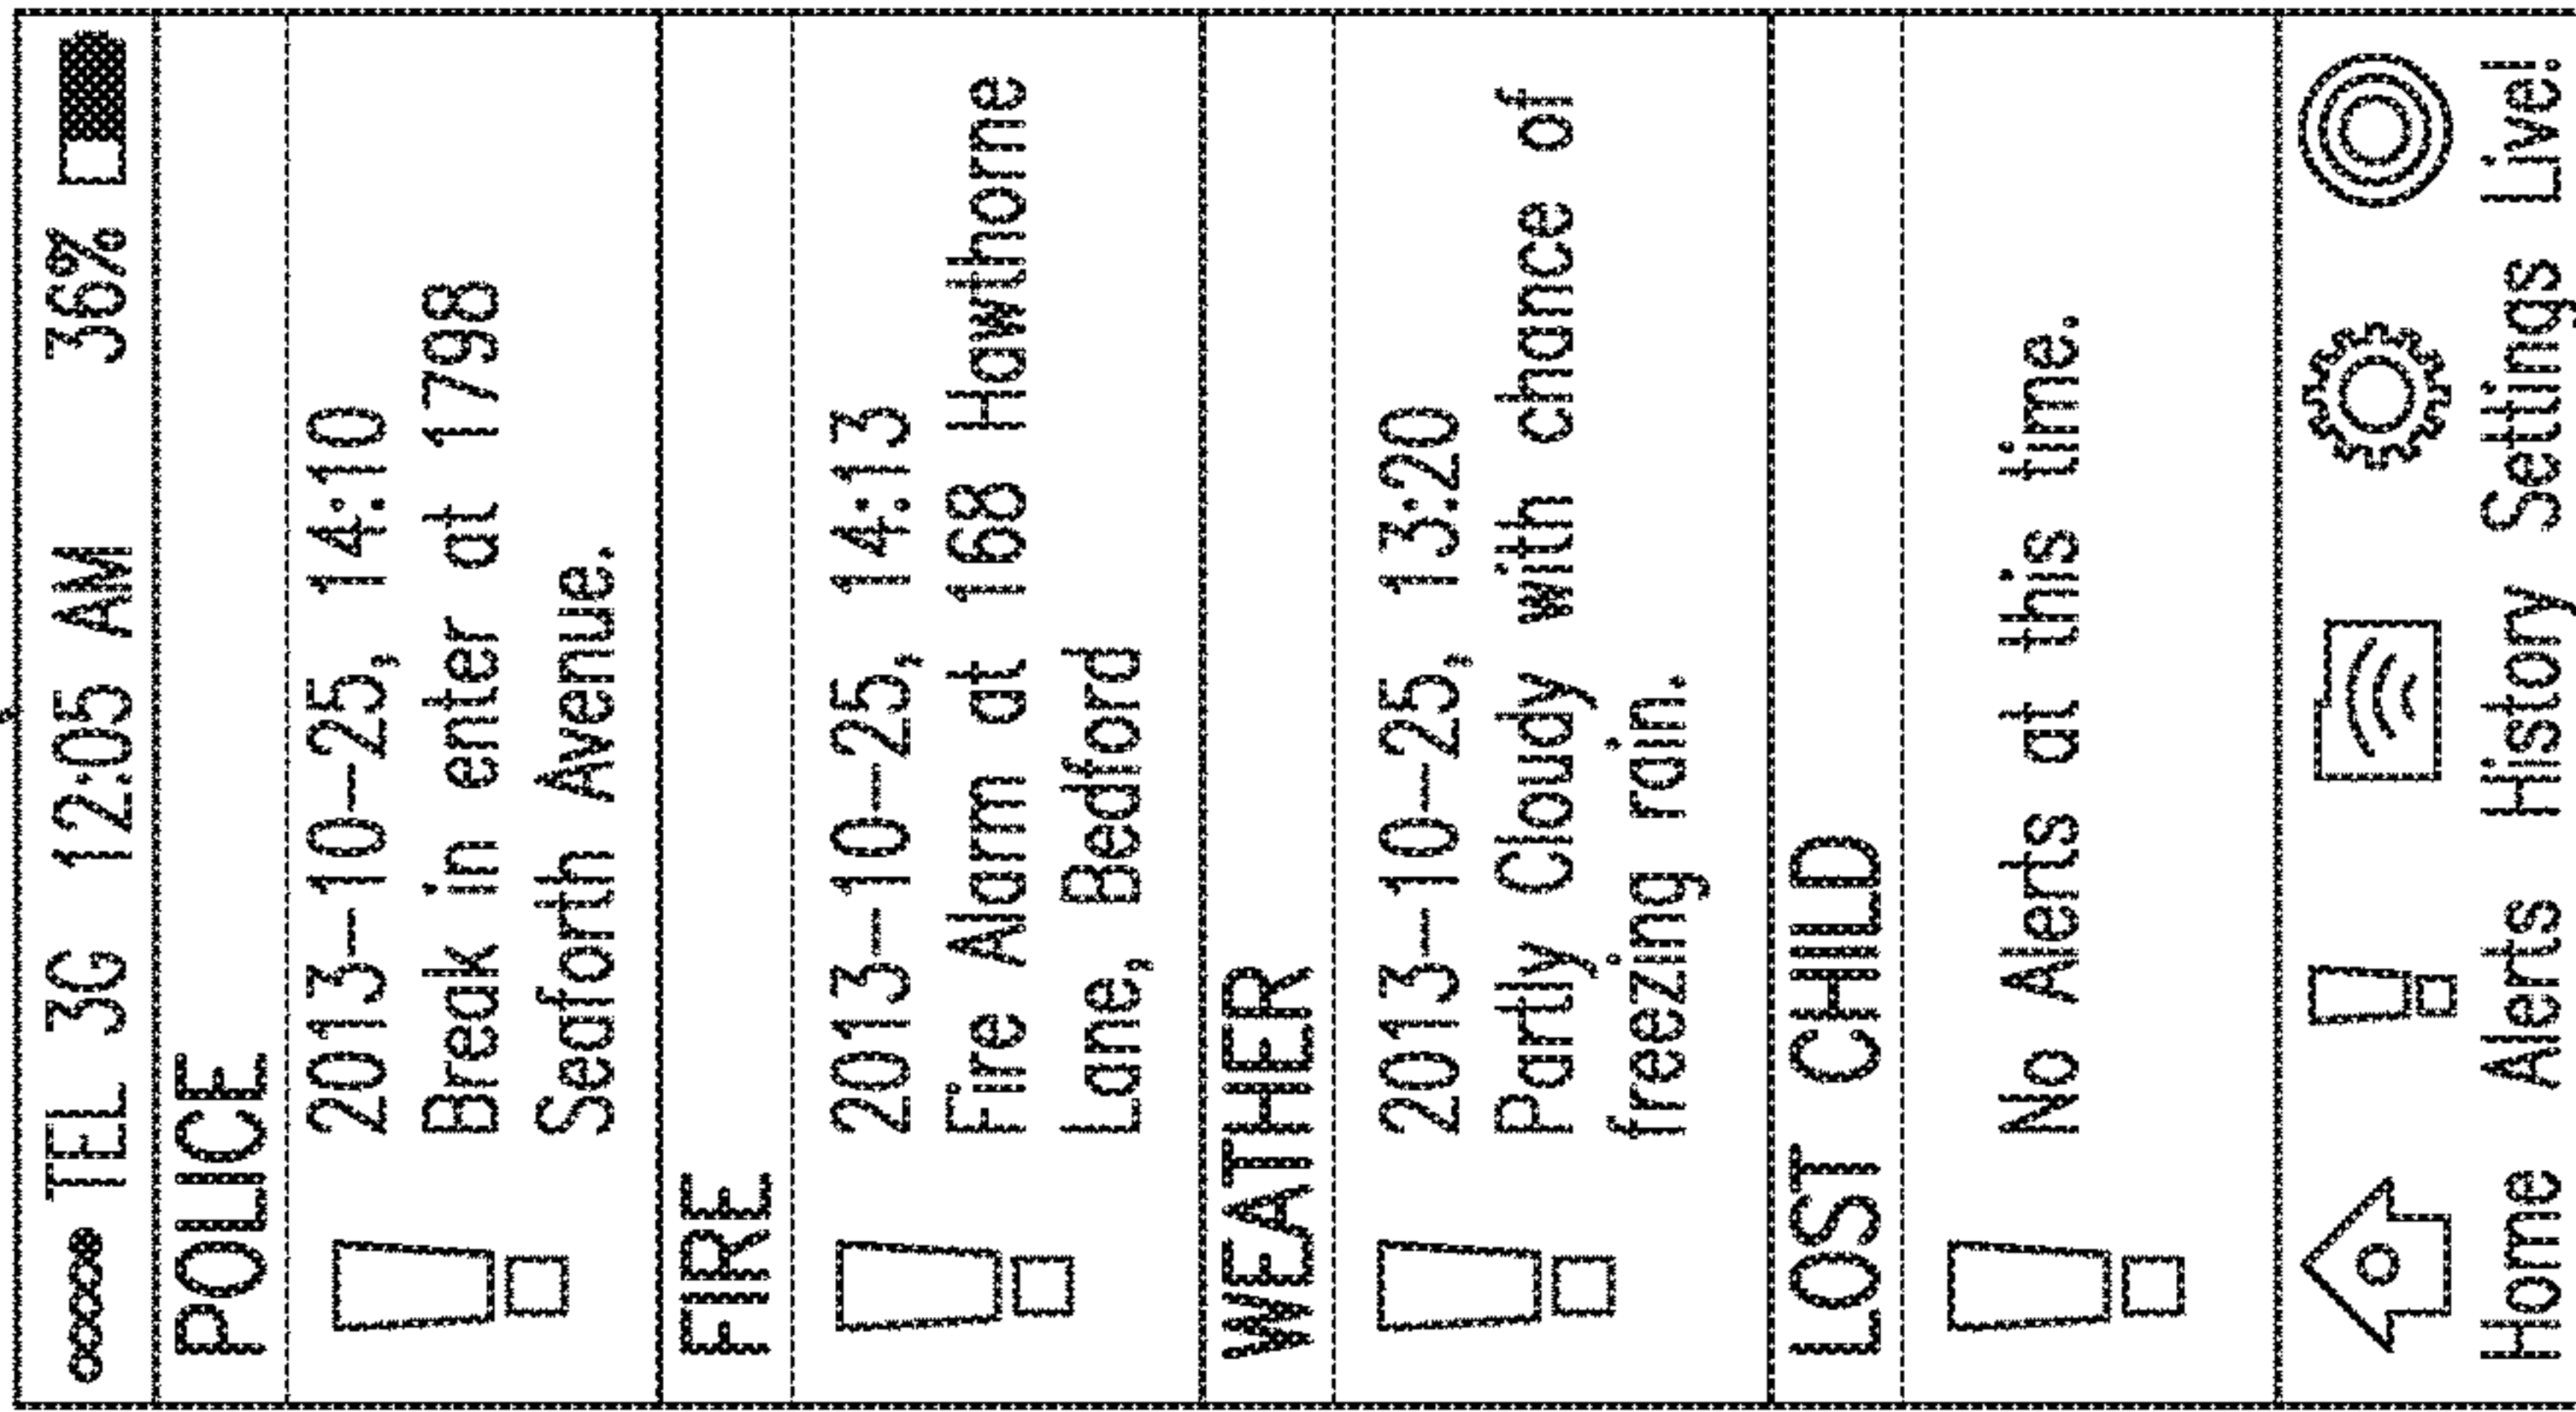 TEL 3G 12:05 AM 36%
POLICE
2013-10-25, 14:10
Break in enter at 1798
Seaforth Avenue.
FIRE
2013-10-25, 14:13
Fire Alarm at 168 Hawthorne
Lane, Bedford
WEATHER
2013-10-25, 13:20
Partly Cloudy with chance of
freezing rain.
LOST CHILD
No Alerts at this time.
Home Alerts History Settings Live!